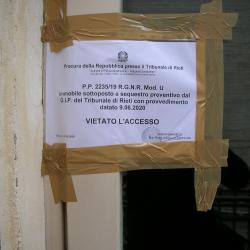 Procura della Repubblica presso il Tribunale di Rieti
P.P. 2235/19 R.G.N.R. Mod. U
Immobile sottoposto a sequestro preventivo dal
G.I.P. del Tribunale di Rieti con provvedimento
datato 9.06.2020
VIETATO L'ACCESSO